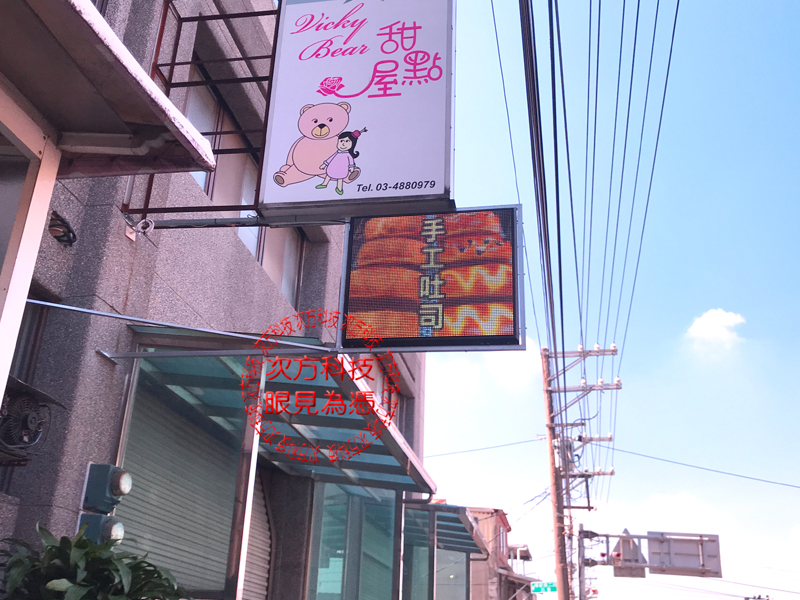 Vicky
Bear
甜點屋
Tel. 03-4880979
手工吐司
次方科技
眼見為憑